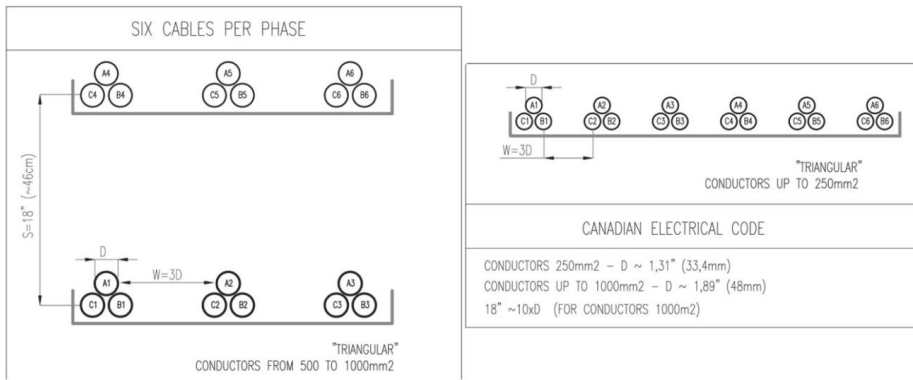 SIX CABLES PER PHASE
A4 A5 A6
C4 B4 C5 B5 C6 B6
S=18" (~46cm)
D
W=3D
A1 A2 A3
C1 B1 C2 B2 C3 B3
"TRIANGULAR"
CONDUCTORS FROM 500 TO 1000mm2
D
A1 A2 A3 A4 A5 A6
C1 B1 C2 B2 C3 B3 C4 B4 C5 B5 C6 B6
W=3D
"TRIANGULAR"
CONDUCTORS UP TO 250mm2
CANADIAN ELECTRICAL CODE
CONDUCTORS 250mm2 – D ~ 1,31" (33,4mm)
CONDUCTORS UP TO 1000mm2 – D ~ 1,89" (48mm)
18" ~10xD (FOR CONDUCTORS 1000m2)